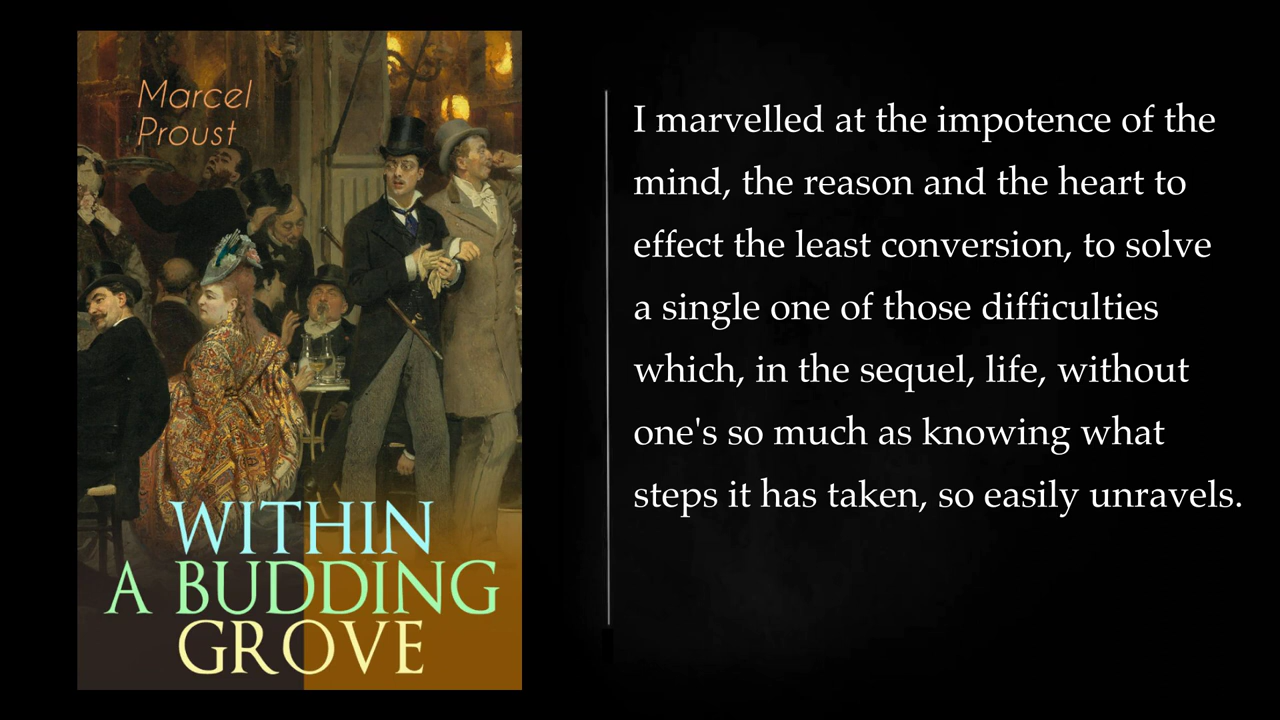 Marcel
Proust
WITHIN
A BUDDING
GROVE
I marvelled at the impotence of the
mind, the reason and the heart to
effect the least conversion, to solve
a single one of those difficulties
which, in the sequel, life, without
one's so much as knowing what
steps it has taken, so easily unravels.